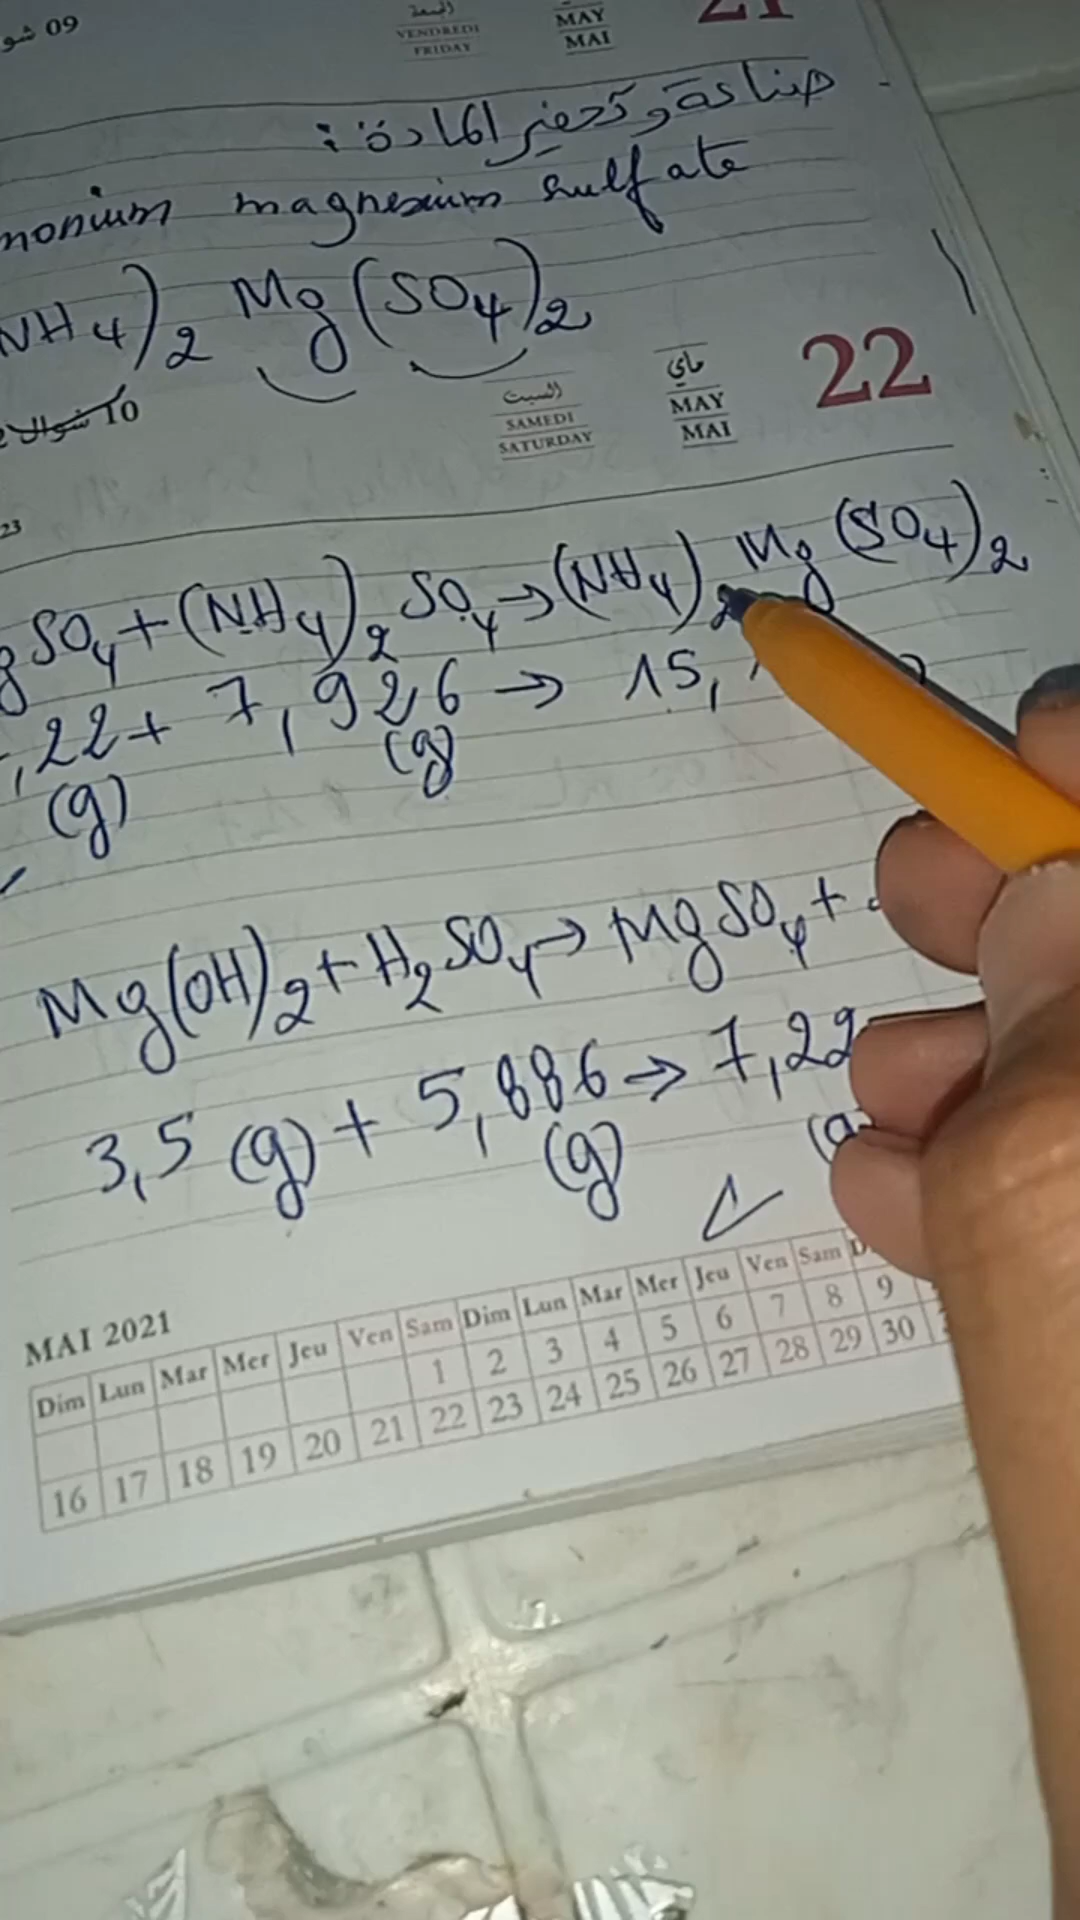 09 شو
الجمعة
VENDREDI
FRIDAY
MAY
MAI
21
صناعة وتحضير المادة :
monium magnesium sulfate
NH4)2 Mg(SO4)2
10 شوال
السبت
SAMEDI
SATURDAY
ماي
MAY
MAI
22
23
gSO4+(NH4)2SO4→(NH4)2Mg(SO4)2
,22+ 7,926 → 15,
(g) (g)
Mg(OH)2+H2SO4→MgSO4+
3,5 (g) + 5,886 → 7,22
(g) (g
MAI 2021
Dim Lun Mar Mer Jeu Ven Sam Dim Lun Mar Mer Jeu Ven Sam D
1 2 3 4 5 6 7 8 9
16 17 18 19 20 21 22 23 24 25 26 27 28 29 30